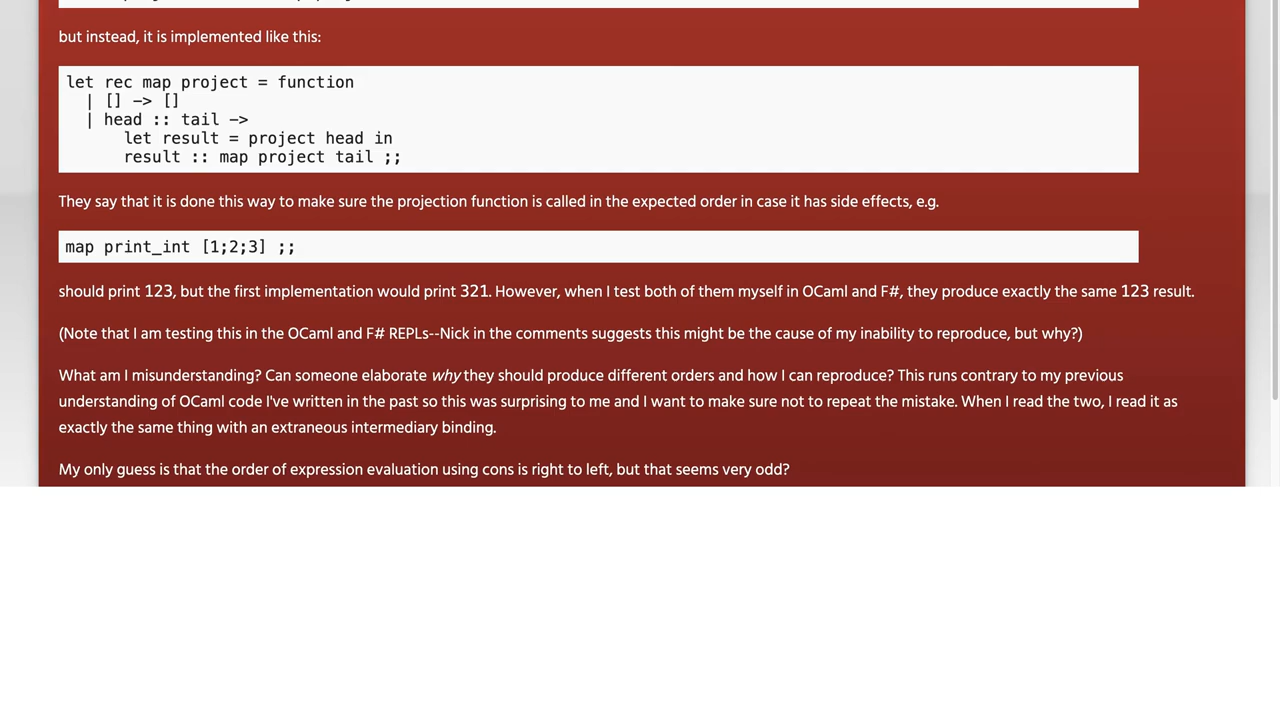 but instead, it is implemented like this:
let rec map project = function
  | [] -> []
  | head :: tail ->
      let result = project head in
      result :: map project tail ;;
They say that it is done this way to make sure the projection function is called in the expected order in case it has side effects, e.g.
map print_int [1;2;3] ;;
should print 123, but the first implementation would print 321. However, when I test both of them myself in OCaml and F#, they produce exactly the same 123 result.
(Note that I am testing this in the OCaml and F# REPLs--Nick in the comments suggests this might be the cause of my inability to reproduce, but why?)
What am I misunderstanding? Can someone elaborate why they should produce different orders and how I can reproduce? This runs contrary to my previous
understanding of OCaml code I've written in the past so this was surprising to me and I want to make sure not to repeat the mistake. When I read the two, I read it as
exactly the same thing with an extraneous intermediary binding.
My only guess is that the order of expression evaluation using cons is right to left, but that seems very odd?